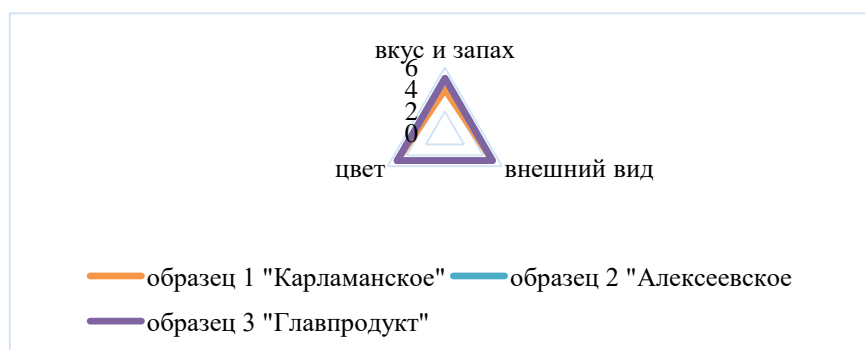 вкус и запах
6
4
2
0
цвет
внешний вид
образец 1 "Карламанское"
образец 2 "Алексеевское
образец 3 "Главпродукт"